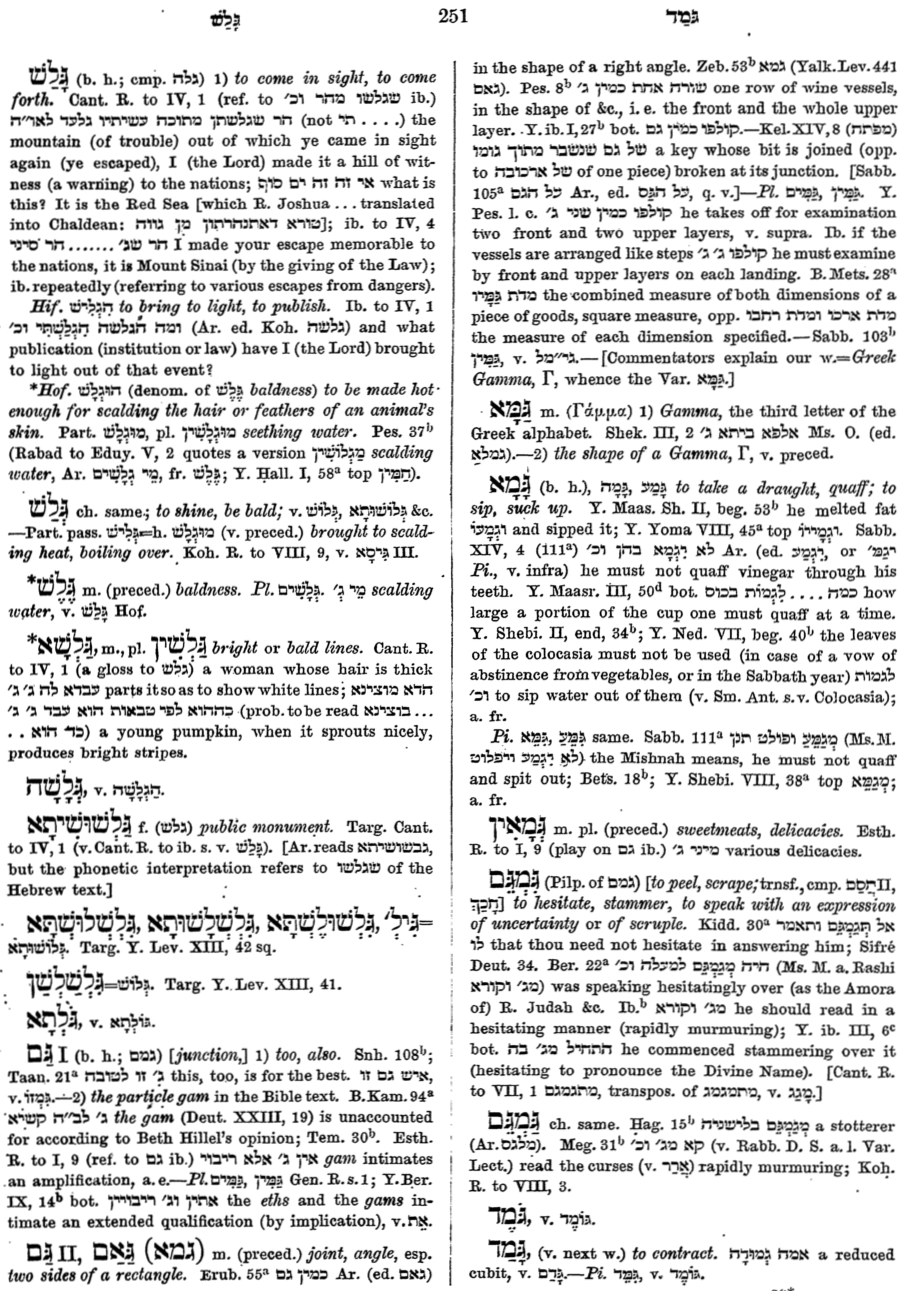 גָּלַשׁ 251 גמד
גָּלַשׁ (b. h.; cmp. גלה) 1) to come in sight, to come
forth. Cant. R. to IV, 1 (ref. to שגלשו מהר וכ׳ ib.)
הר שגלשתן מתוכה עשיתיו גלעד לאו״ה (not תי . . . .) the
mountain (of trouble) out of which ye came in sight
again (ye escaped), I (the Lord) made it a hill of wit-
ness (a warning) to the nations; אי זה זה ים סוף what is
this? It is the Red Sea [which R. Joshua . . . translated
into Chaldean: טורא דאתנהרתון מן גווה]; ib. to IV, 4
הר שג׳ ....... הר סיני I made your escape memorable to
the nations, it is Mount Sinai (by the giving of the Law);
ib. repeatedly (referring to various escapes from dangers).
Hif. הִגְלִישׁ to bring to light, to publish. Ib. to IV, 1
ומה הגלשה הִגְלַשְׁתִּי וכ׳ (Ar. ed. Koh. גלשה) and what
publication (institution or law) have I (the Lord) brought
to light out of that event?
*Hof. הוּגְלַשׁ (denom. of גֶּלֶשׁ baldness) to be made hot
enough for scalding the hair or feathers of an animal's
skin. Part. מוּגְלָשׁ, pl. מוּגְלָשִׁין seething water. Pes. 37ᵇ
(Rabad to Eduy. V, 2 quotes a version מַגְלוֹשִׁין scalding
water, Ar. מֵי גְלָשִׁים, fr. גֶּלֶשׁ; Y. Hall. I, 58ᵃ top חַמִּין).
גְּלַשׁ ch. same; to shine, be bald; v. גְּלוֹשׁ, גְּלוֹשׁוּתָא &c.
—Part. pass. גְּלִישׁ=h. מוּגְלָשׁ (v. preced.) brought to scald-
ing heat, boiling over. Koh. R. to VIII, 9, v. גִּיסָא III.
*גֶּלֶשׁ m. (preced.) baldness. Pl. גְּלָשִׁים. מֵי ג׳ scalding
water, v. גָּלַשׁ Hof.
*גַּלְשָׁא, m., pl. גַּלְשִׁין bright or bald lines. Cant. R.
to IV, 1 (a gloss to גלש) a woman whose hair is thick
עבדא לה ג׳ ג׳ parts it so as to show white lines; הדא מוצינא
כההוא לפי טבאות הוא עבד ג׳ ג׳ (prob. to be read בוצינא ...
כד הוא . .) a young pumpkin, when it sprouts nicely,
produces bright stripes.
גְּלָשָׁה, v. הַגְלָשָׁה.
גַּלְשׁוּשִׁיתָא f. (גלש) public monument. Targ. Cant.
to IV, 1 (v. Cant. R. to ib. s. v. גָּלַשׁ). [Ar. reads גבשושיתא,
but the phonetic interpretation refers to שגלשו of the
Hebrew text.]
גַּלְשְׁלוּשְׁתָּא, גַּלְשְׁלָשׁוּתָא, גַּלְשׁוּלֶשְׁתָּא, גִּילְ׳=
גְּלוֹשׁוּתָא. Targ. Y. Lev. XIII, 42 sq.
גְּלַשְׁלְשָׁן=גְּלוֹשׁ. Targ. Y. Lev. XIII, 41.
גֹּלְתָא, v. גּוּלְתָא.
גַּם I (b. h.; גמם) [junction,] 1) too, also. Snh. 108ᵇ;
Taan. 21ᵃ ג׳ זו לטובה this, too, is for the best. איש גם זו,
v. גִּמְזוֹ.—2) the particle gam in the Bible text. B. Kam. 94ᵃ
ג׳ לב״ה קשיא the gam (Deut. XXIII, 19) is unaccounted
for according to Beth Hillel's opinion; Tem. 30ᵇ. Esth.
R. to I, 9 (ref. to גם ib.) אין ג׳ אלא ריבוי gam intimates
an amplification, a. e.—Pl. גַּמִּים, גַּמִּין Gen. R. s. 1; Y. Ber.
IX, 14ᵇ bot. אתין וג׳ ריבויין the eths and the gams in-
timate an extended qualification (by implication), v. אֶת.
גַּם II, גְּאַם (גמא) m. (preced.) joint, angle, esp.
two sides of a rectangle. Erub. 55ᵃ כמין גם Ar. (ed. גאם)
in the shape of a right angle. Zeb. 53ᵇ גמא (Yalk. Lev. 441
גאם). Pes. 8ᵇ שורה אחת כמין ג׳ one row of wine vessels,
in the shape of &c., i. e. the front and the whole upper
layer. Y. ib. I, 27ᵇ bot. קולפו כמין גם.—Kel. XIV, 8 (מפתח)
של גם שנשבר מתוך גומו a key whose bit is joined (opp.
to של ארכובה of one piece) broken at its junction. [Sabb.
105ᵃ על הגם Ar., ed. על הגַּס, q. v.]—Pl. גַּמִּין, גַּמִּים. Y.
Pes. l. c. קולפו כמין שני ג׳ he takes off for examination
two front and two upper layers, v. supra. Ib. if the
vessels are arranged like steps קולפו ג׳ ג׳ he must examine
by front and upper layers on each landing. B. Mets. 28ᵃ
מדת גַּמָּיו the combined measure of both dimensions of a
piece of goods, square measure, opp. מדת ארכו ומדת רחבו
the measure of each dimension specified.—Sabb. 103ᵇ
גַּמִּין, v. גר״מל.—[Commentators explain our w.=Greek
Gamma, Γ, whence the Var. גַּמָּא.]
גַּמָּא m. (Γάμμα) 1) Gamma, the third letter of the
Greek alphabet. Shek. III, 2 אלפא ביתא ג׳ Ms. O. (ed.
גמלא).—2) the shape of a Gamma, Γ, v. preced.
גָּמָא (b. h.), גָּמַע, גָּמָה to take a draught, quaff; to
sip, suck up. Y. Maas. Sh. II, beg. 53ᵇ he melted fat
וּגְמָעוֹ and sipped it; Y. Yoma VIII, 45ᵃ top וגמייו. Sabb.
XIV, 4 (111ᵃ) לא יִגְמָא בהן וכ׳ Ar. (ed. יִגְמַע, or יגמ׳
Pi., v. infra) he must not quaff vinegar through his
teeth. Y. Maasr. III, 50ᵈ bot. כמה .... לִגְמוֹת בכוס how
large a portion of the cup one must quaff at a time.
Y. Shebi. II, end, 34ᵇ; Y. Ned. VII, beg. 40ᵇ the leaves
of the colocasia must not be used (in case of a vow of
abstinence from vegetables, or in the Sabbath year) לגמות
וכ׳ to sip water out of them (v. Sm. Ant. s. v. Colocasia);
a. fr.
Pi. גִּמֵּעַ, גִּמֵּא same. Sabb. 111ᵃ מְגַמֵּעַ ופולט תנן (Ms. M.
לֹא יְגַמַּע ויפלוט) the Mishnah means, he must not quaff
and spit out; Bets. 18ᵇ; Y. Shebi. VIII, 38ᵃ top מְגַמֵּא;
a. fr.
גְּמָאִין m. pl. (preced.) sweetmeats, delicacies. Esth.
R. to I, 9 (play on גם ib.) מיני ג׳ various delicacies.
גִּמְגֵּם (Pilp. of גמם) [to peel, scrape; trnsf., cmp. חָסַם II,
חָכַךְ] to hesitate, stammer, to speak with an expression
of uncertainty or of scruple. Kidd. 30ᵃ אל תְּגַמְגֵּם ותאמר
לו that thou need not hesitate in answering him; Sifré
Deut. 34. Ber. 22ᵃ היה מְגַמְגֵּם למעלה וכ׳ (Ms. M. a. Rashi
מג׳ וקורא) was speaking hesitatingly over (as the Amora
of) R. Judah &c. Ib.ᵇ מג׳ וקורא he should read in a
hesitating manner (rapidly murmuring); Y. ib. III, 6ᶜ
bot. התחיל מג׳ בה he commenced stammering over it
(hesitating to pronounce the Divine Name). [Cant. R.
to VII, 1 מתגמגם, transpos. of מתמגמג, v. מָגַג.]
גַּמְגֵּם ch. same. Hag. 15ᵇ מְגַמְגֵּם בלישניה a stotterer
(Ar. מְלַגֵּם). Meg. 31ᵇ קא מג׳ וכ׳ (v. Rabb. D. S. a. l. Var.
Lect.) read the curses (v. אֲרַר) rapidly murmuring; Koh.
R. to VIII, 3.
גֹּמֶד, v. גּוֹמֶד.
גָּמַד, (v. next w.) to contract. אמה גְמוּדָה a reduced
cubit, v. גָּדַם.—Pi. גִּמֵּד, v. גּוֹמֶד.